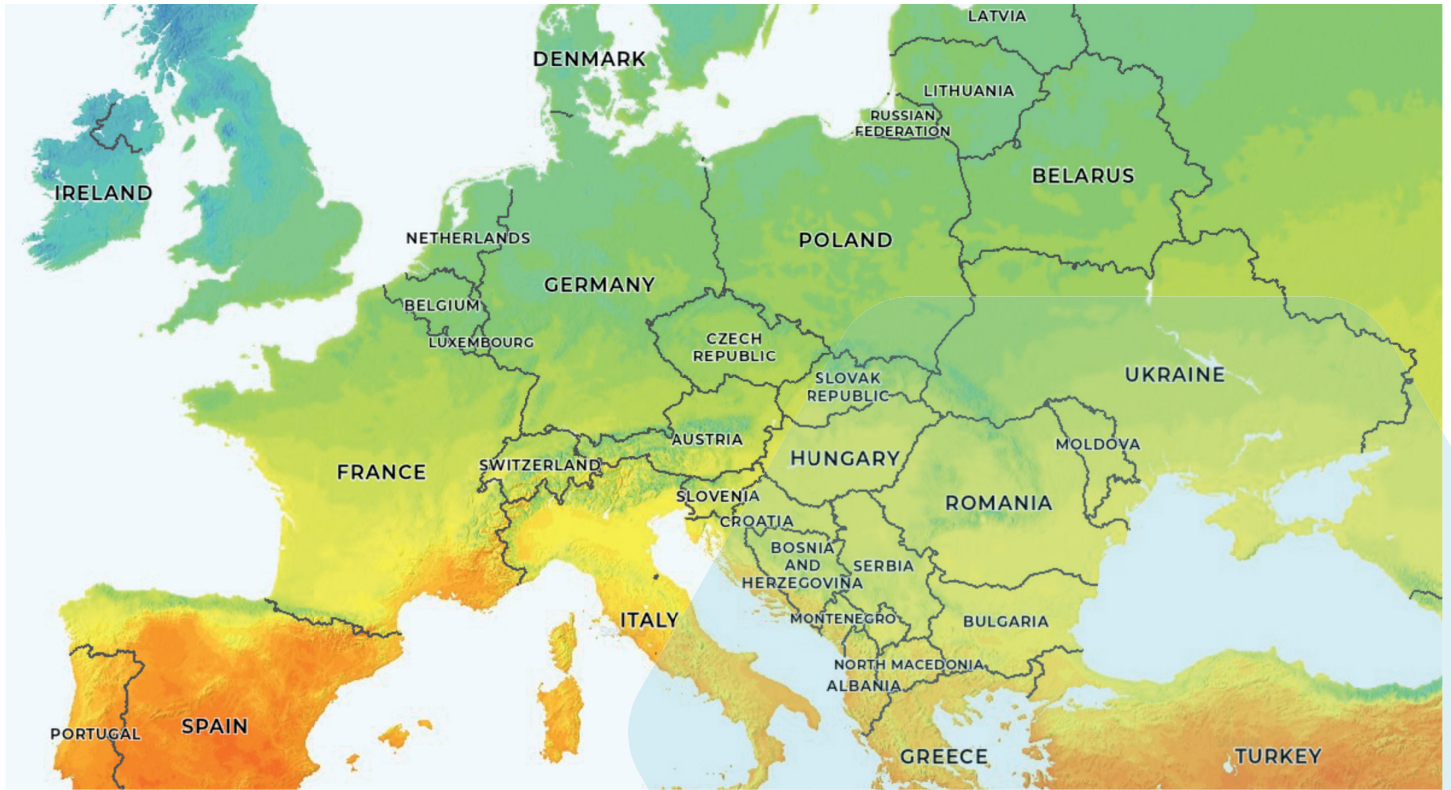 LATVIA
DENMARK
LITHUANIA
RUSSIAN
FEDERATION
BELARUS
IRELAND
NETHERLANDS
POLAND
GERMANY
BELGIUM
LUXEMBOURG
CZECH
REPUBLIC
SLOVAK
REPUBLIC
UKRAINE
AUSTRIA
MOLDOVA
FRANCE
SWITZERLAND
HUNGARY
SLOVENIA
ROMANIA
CROATIA
BOSNIA
AND
HERZEGOVINA
SERBIA
ITALY
MONTENEGRO
BULGARIA
NORTH MACEDONIA
ALBANIA
PORTUGAL
SPAIN
GREECE
TURKEY